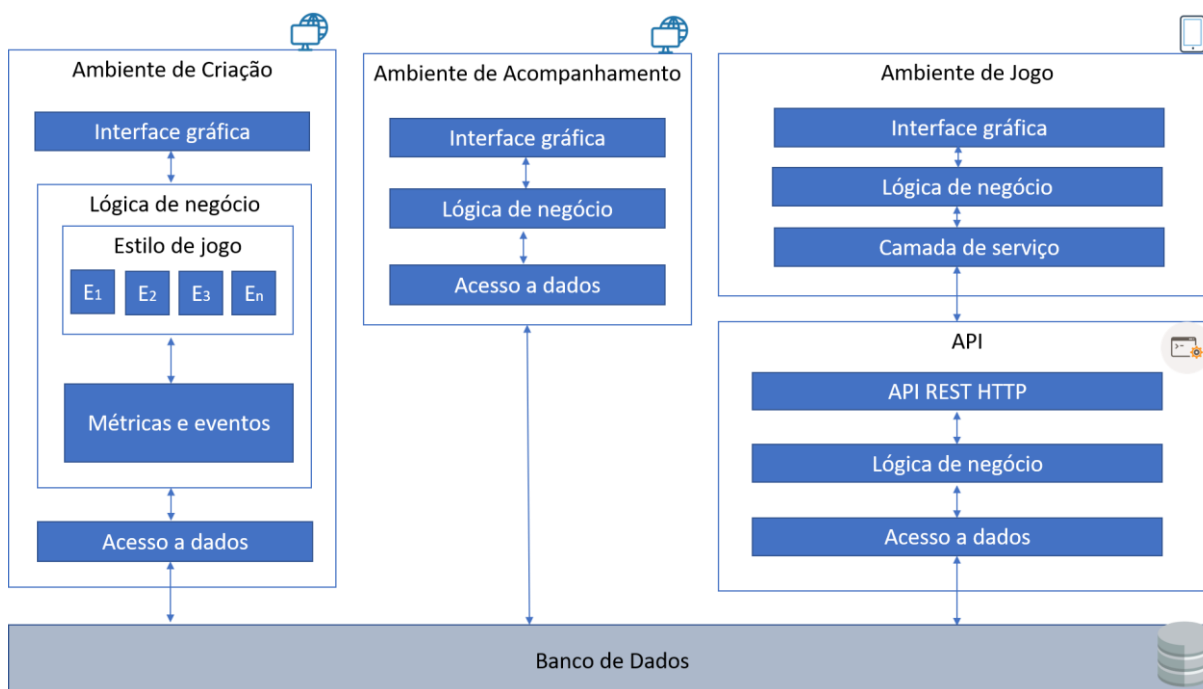 Ambiente de Criação
Interface gráfica
Lógica de negócio
Estilo de jogo
E1
E2
E3
En
Métricas e eventos
Acesso a dados
Ambiente de Acompanhamento
Interface gráfica
Lógica de negócio
Acesso a dados
Ambiente de Jogo
Interface gráfica
Lógica de negócio
Camada de serviço
API
API REST HTTP
Lógica de negócio
Acesso a dados
Banco de Dados